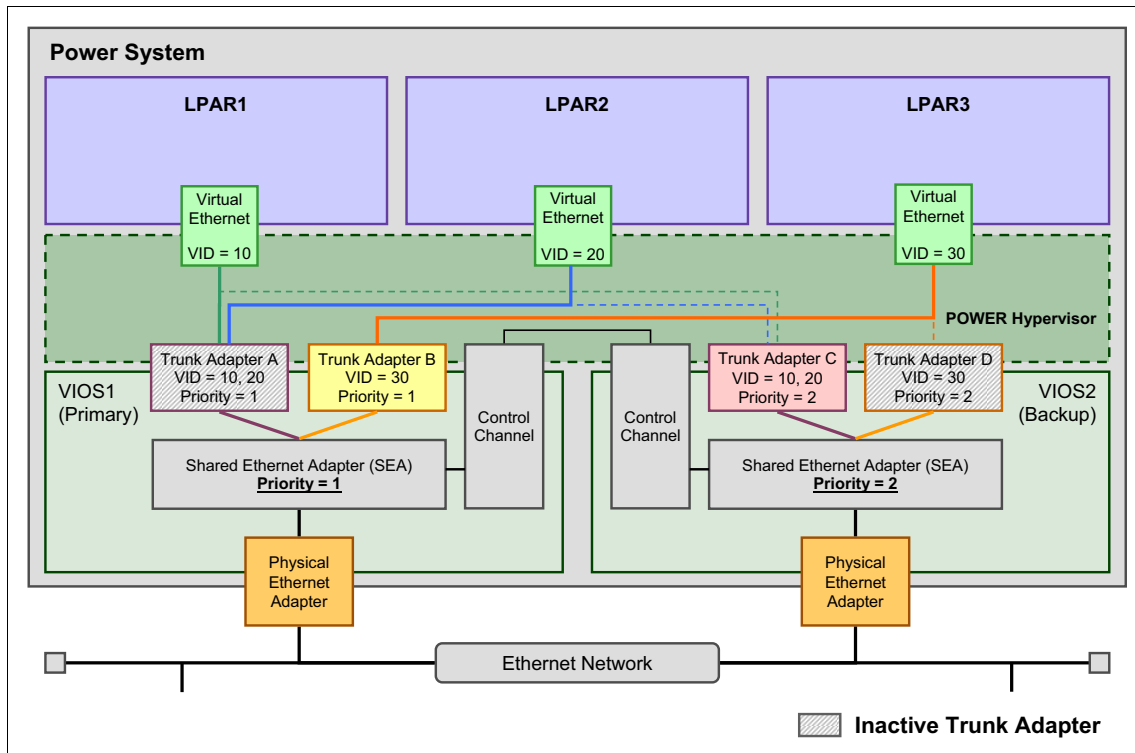 Power System
LPAR1
LPAR2
LPAR3
Virtual
Ethernet
VID = 10
Virtual
Ethernet
VID = 20
Virtual
Ethernet
VID = 30
POWER Hypervisor
Trunk Adapter A
VID = 10, 20
Priority = 1
Trunk Adapter B
VID = 30
Priority = 1
Trunk Adapter C
VID = 10, 20
Priority = 2
Trunk Adapter D
VID = 30
Priority = 2
VIOS1
(Primary)
Control
Channel
Control
Channel
VIOS2
(Backup)
Shared Ethernet Adapter (SEA)
Priority = 1
Shared Ethernet Adapter (SEA)
Priority = 2
Physical
Ethernet
Adapter
Physical
Ethernet
Adapter
Ethernet Network
Inactive Trunk Adapter